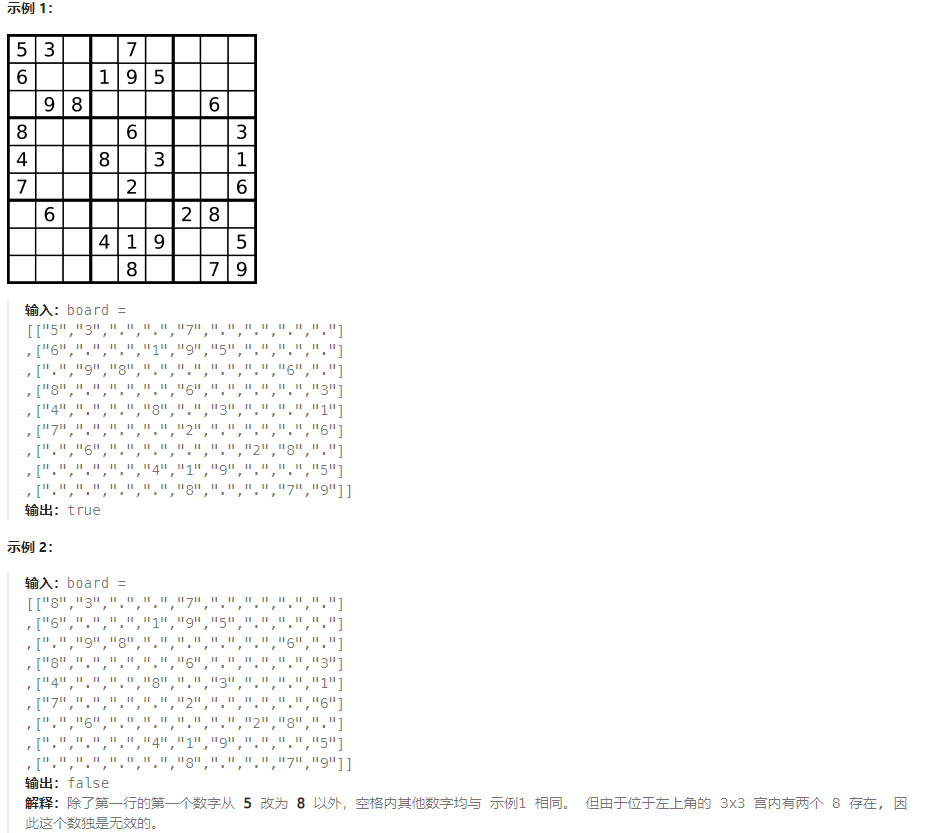 示例 1：
5 3 7
6 1 9 5
9 8 6
8 6 3
4 8 3 1
7 2 6
6 2 8
4 1 9 5
8 7 9
输入：board =
[["5","3",".",".","7",".",".",".","."]
,["6",".",".","1","9","5",".",".","."]
,[".","9","8",".",".",".",".","6","."]
,["8",".",".",".","6",".",".",".","3"]
,["4",".",".","8",".","3",".",".","1"]
,["7",".",".",".","2",".",".",".","6"]
,[".","6",".",".",".",".","2","8","."]
,[".",".",".","4","1","9",".",".","5"]
,[".",".",".",".","8",".",".","7","9"]]
输出：true
示例 2：
输入：board =
[["8","3",".",".","7",".",".",".","."]
,["6",".",".","1","9","5",".",".","."]
,[".","9","8",".",".",".",".","6","."]
,["8",".",".",".","6",".",".",".","3"]
,["4",".",".","8",".","3",".",".","1"]
,["7",".",".",".","2",".",".",".","6"]
,[".","6",".",".",".",".","2","8","."]
,[".",".",".","4","1","9",".",".","5"]
,[".",".",".",".","8",".",".","7","9"]]
输出：false
解释：除了第一行的第一个数字从 5 改为 8 以外，空格内其他数字均与 示例1 相同。 但由于位于左上角的 3x3 宫内有两个 8 存在, 因
此这个数独是无效的。